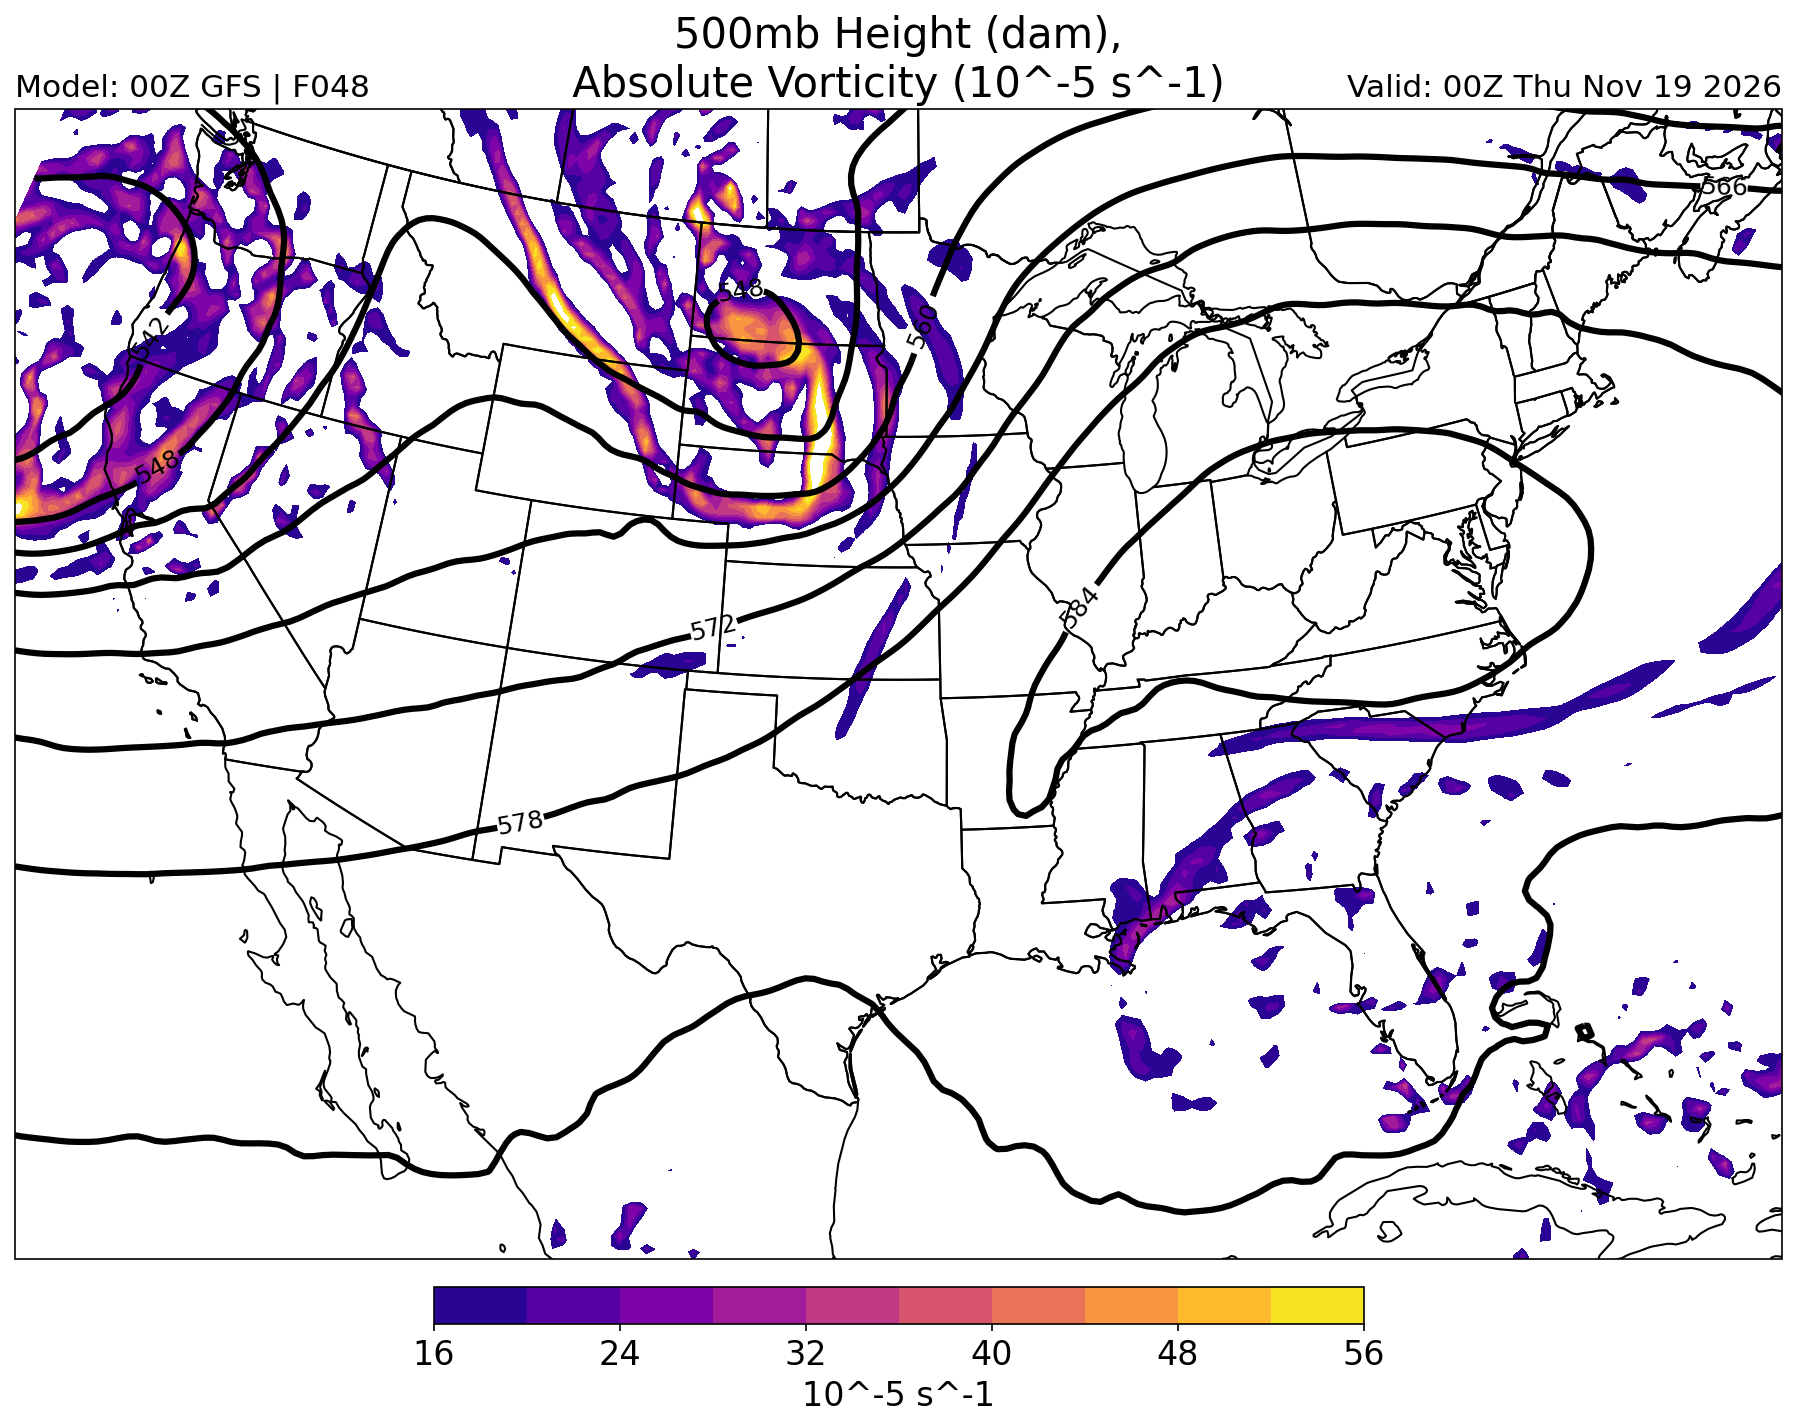 500mb Height (dam),
Model: 00Z GFS | F048
Absolute Vorticity (10^-5 s^-1)
Valid: 00Z Thu Nov 19 2026
566
548
542
560
548
584
572
578
16 24 32 40 48 56
10^-5 s^-1